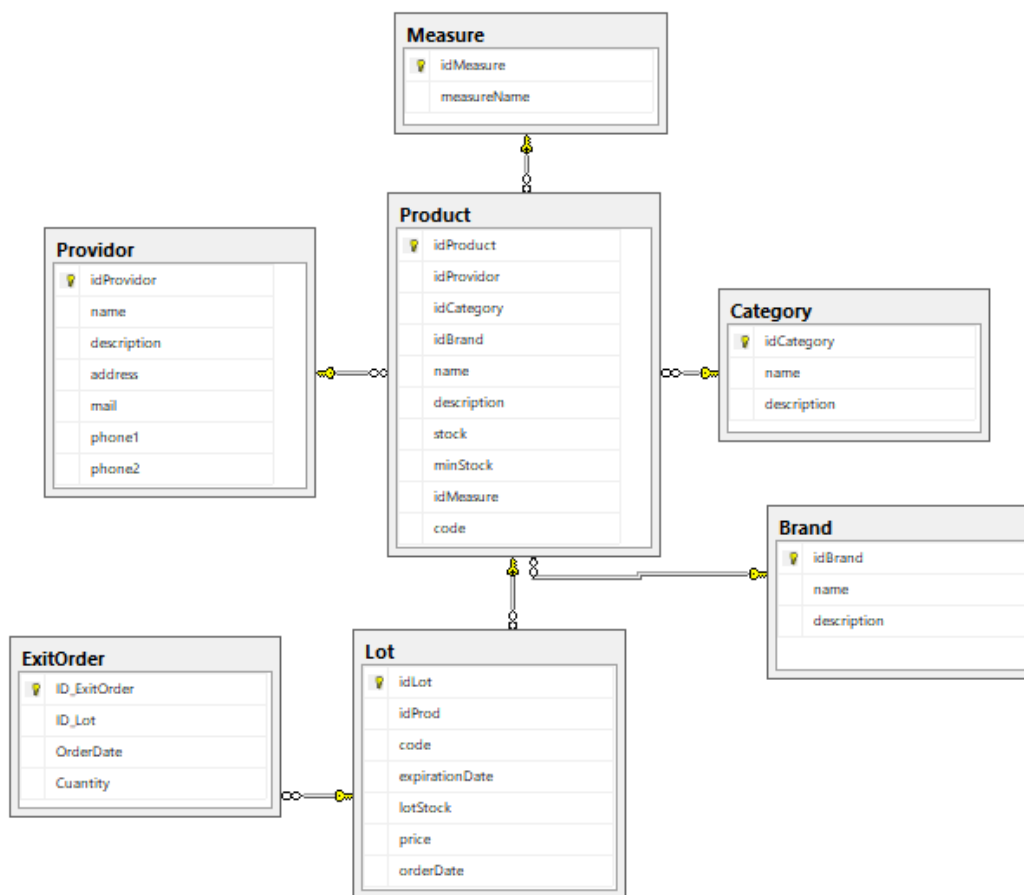 Measure
idMeasure
measureName
Product
idProduct
idProvidor
idCategory
idBrand
name
description
stock
minStock
idMeasure
code
Providor
idProvidor
name
description
address
mail
phone1
phone2
Category
idCategory
name
description
Brand
idBrand
name
description
ExitOrder
ID_ExitOrder
ID_Lot
OrderDate
Cuantity
Lot
idLot
idProd
code
expirationDate
lotStock
price
orderDate